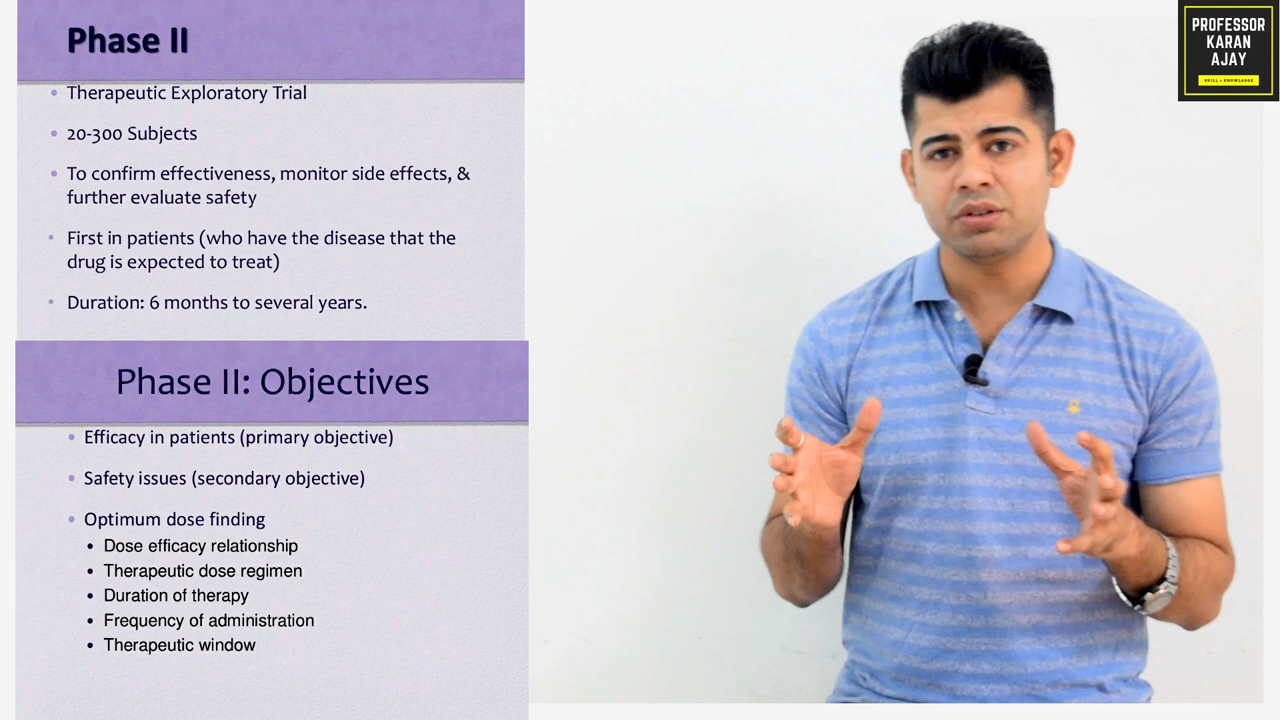 Phase II
• Therapeutic Exploratory Trial
• 20-300 Subjects
• To confirm effectiveness, monitor side effects, &
further evaluate safety
• First in patients (who have the disease that the
drug is expected to treat)
• Duration: 6 months to several years.
Phase II: Objectives
• Efficacy in patients (primary objective)
• Safety issues (secondary objective)
• Optimum dose finding
• Dose efficacy relationship
• Therapeutic dose regimen
• Duration of therapy
• Frequency of administration
• Therapeutic window
PROFESSOR
KARAN
AJAY
SKILL + KNOWLEDGE